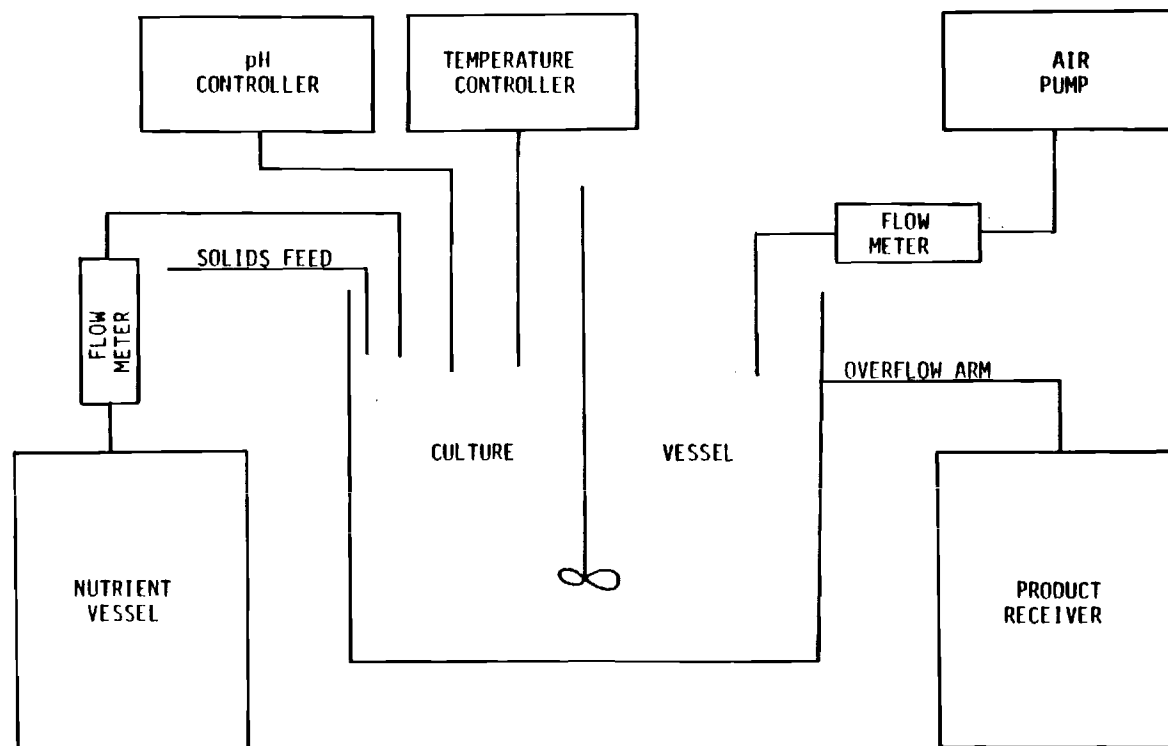 pH
CONTROLLER
TEMPERATURE
CONTROLLER
AIR
PUMP
FLOW
METER
SOLIDS FEED
FLOW
METER
OVERFLOW ARM
CULTURE
VESSEL
NUTRIENT
VESSEL
PRODUCT
RECEIVER